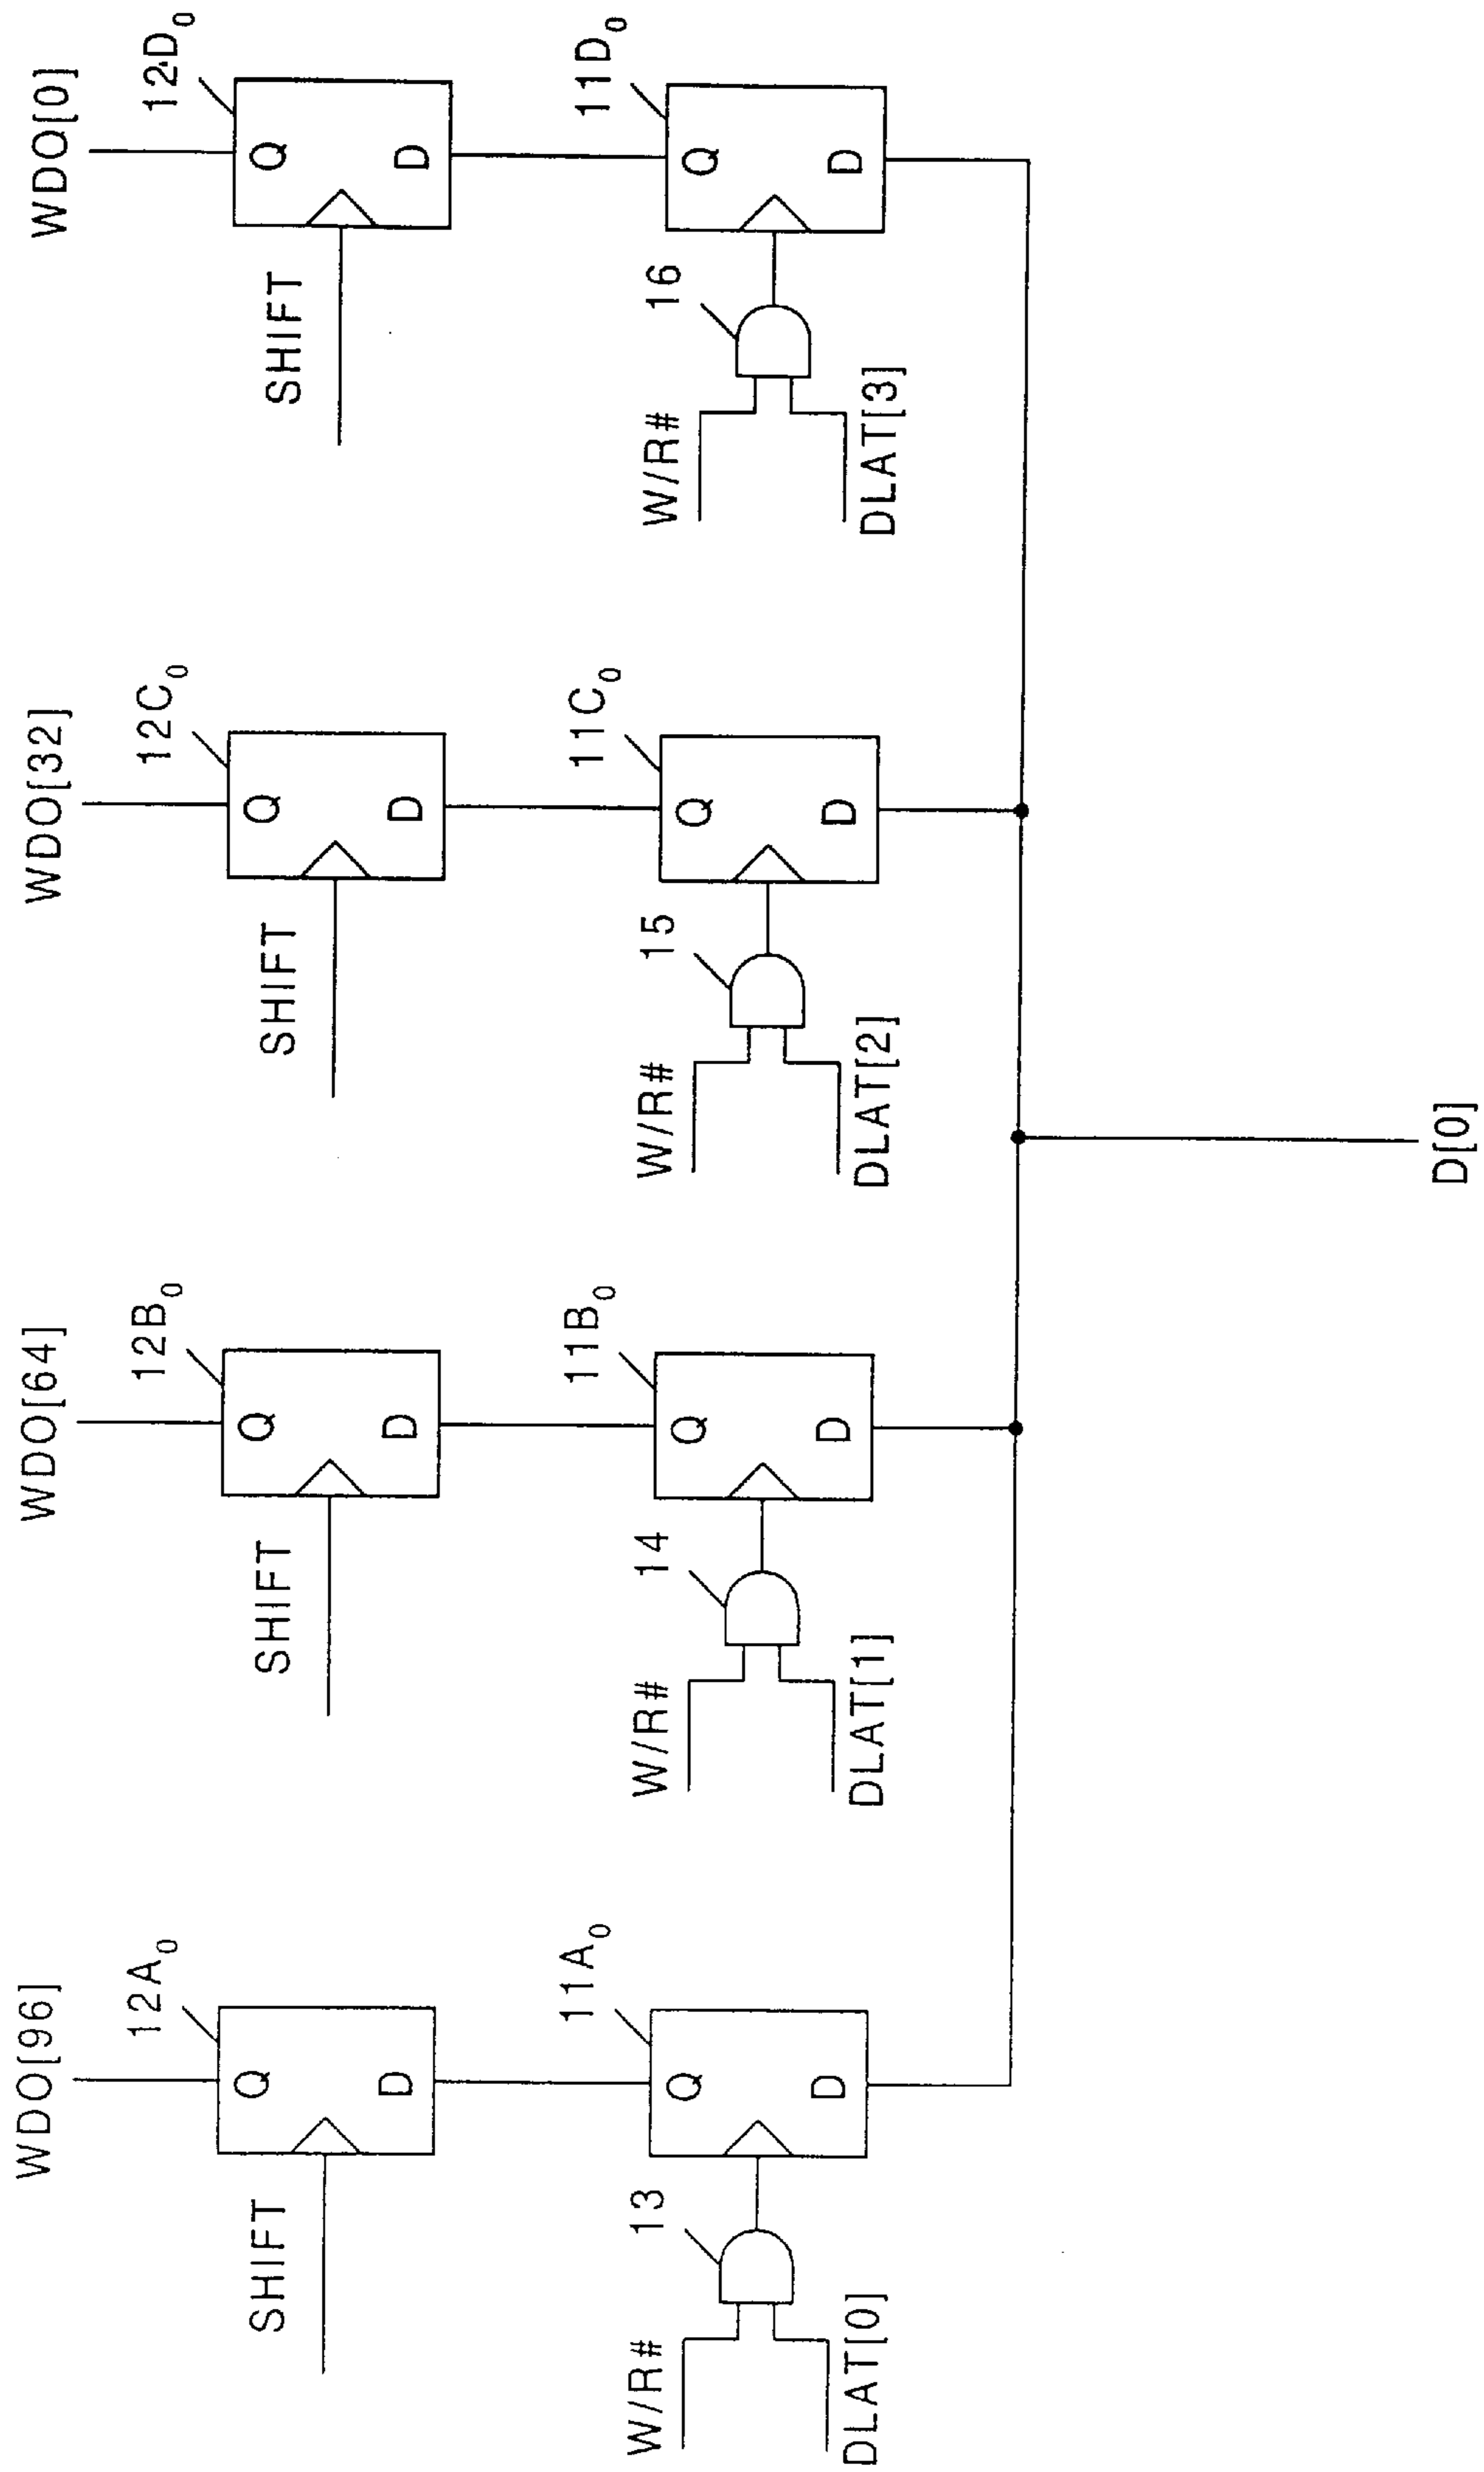 WDO[96]
WDO[64]
WDO[32]
WDO[0]
12A₀
12B₀
12C₀
12D₀
SHIFT
Q
SHIFT
Q
SHIFT
Q
SHIFT
Q
D
D
D
D
11A₀
11B₀
11C₀
11D₀
W/R#
13
Q
W/R#
14
Q
W/R#
15
Q
W/R#
16
Q
DLAT[0]
D
DLAT[1]
D
DLAT[2]
D
DLAT[3]
D
D[0]